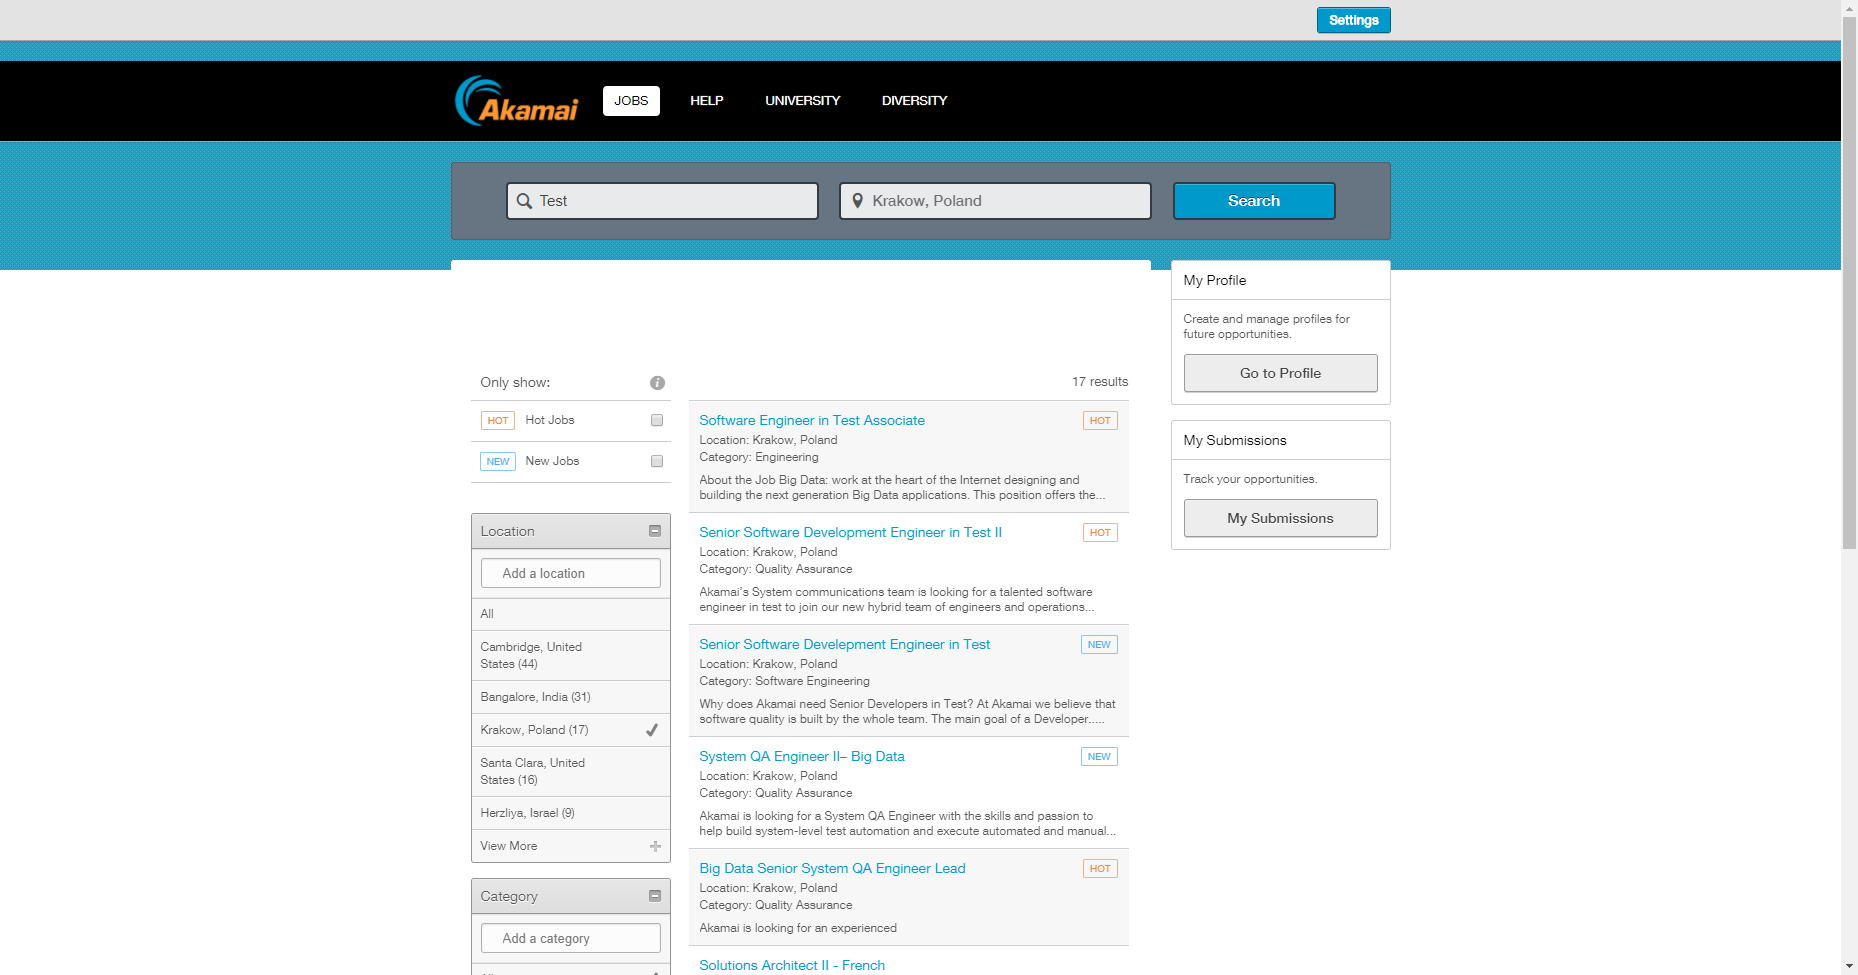 Settings
Akamai
JOBS
HELP
UNIVERSITY
DIVERSITY
Test
Krakow, Poland
Search
My Profile
Create and manage profiles for
future opportunities.
Go to Profile
My Submissions
Track your opportunities.
My Submissions
Only show:
HOT Hot Jobs
NEW New Jobs
Location
Add a location
All
Cambridge, United
States (44)
Bangalore, India (31)
Krakow, Poland (17)
Santa Clara, United
States (16)
Herzliya, Israel (9)
View More
Category
Add a category
17 results
Software Engineer in Test Associate HOT
Location: Krakow, Poland
Category: Engineering
About the Job Big Data: work at the heart of the Internet designing and
building the next generation Big Data applications. This position offers the...
Senior Software Development Engineer in Test II HOT
Location: Krakow, Poland
Category: Quality Assurance
Akamai's System communications team is looking for a talented software
engineer in test to join our new hybrid team of engineers and operations...
Senior Software Develepment Engineer in Test NEW
Location: Krakow, Poland
Category: Software Engineering
Why does Akamai need Senior Developers in Test? At Akamai we believe that
software quality is built by the whole team. The main goal of a Developer.....
System QA Engineer II– Big Data NEW
Location: Krakow, Poland
Category: Quality Assurance
Akamai is looking for a System QA Engineer with the skills and passion to
help build system-level test automation and execute automated and manual...
Big Data Senior System QA Engineer Lead HOT
Location: Krakow, Poland
Category: Quality Assurance
Akamai is looking for an experienced
Solutions Architect II - French